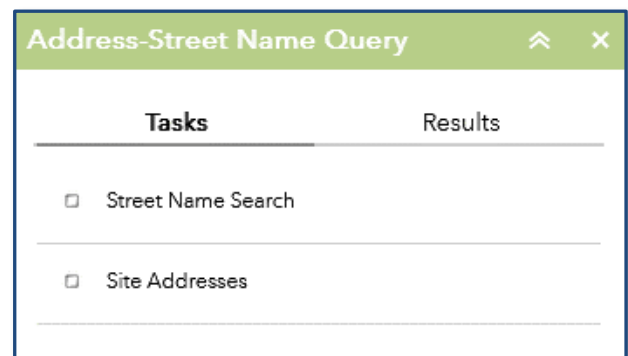 Address-Street Name Query
Tasks Results
Street Name Search
Site Addresses